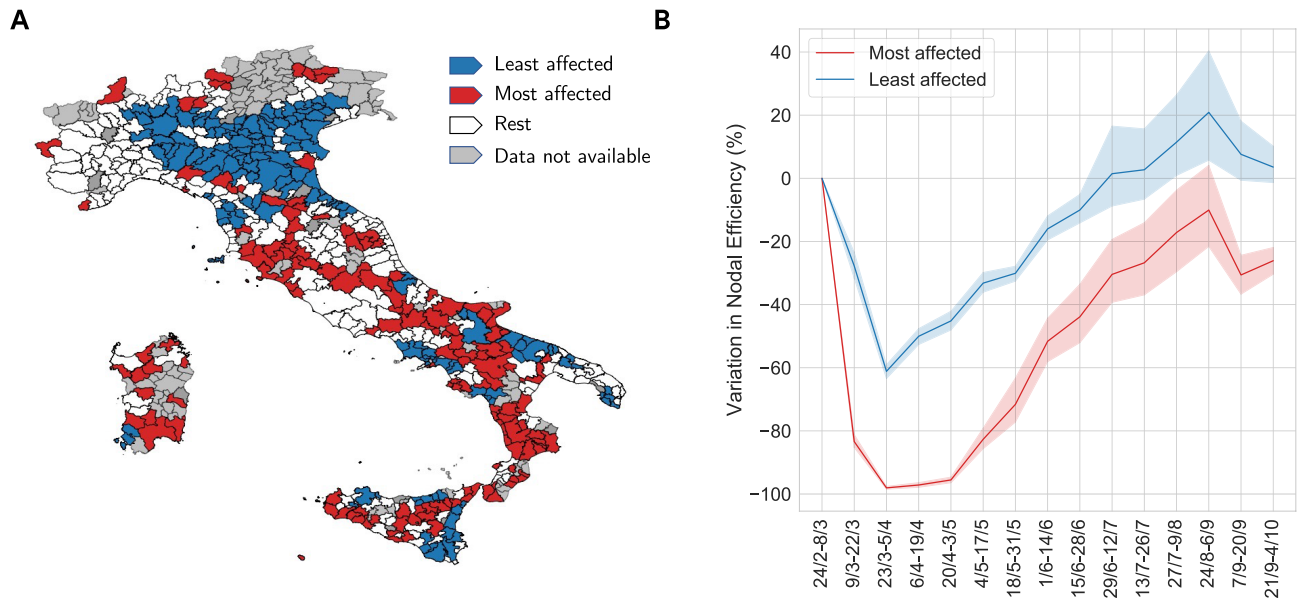 A
Least affected
Most affected
Rest
Data not available
B
Variation in Nodal Efficiency (%)
40
20
0
−20
−40
−60
−80
−100
Most affected
Least affected
24/2-8/3
9/3-22/3
23/3-5/4
6/4-19/4
20/4-3/5
4/5-17/5
18/5-31/5
1/6-14/6
15/6-28/6
29/6-12/7
13/7-26/7
27/7-9/8
24/8-6/9
7/9-20/9
21/9-4/10